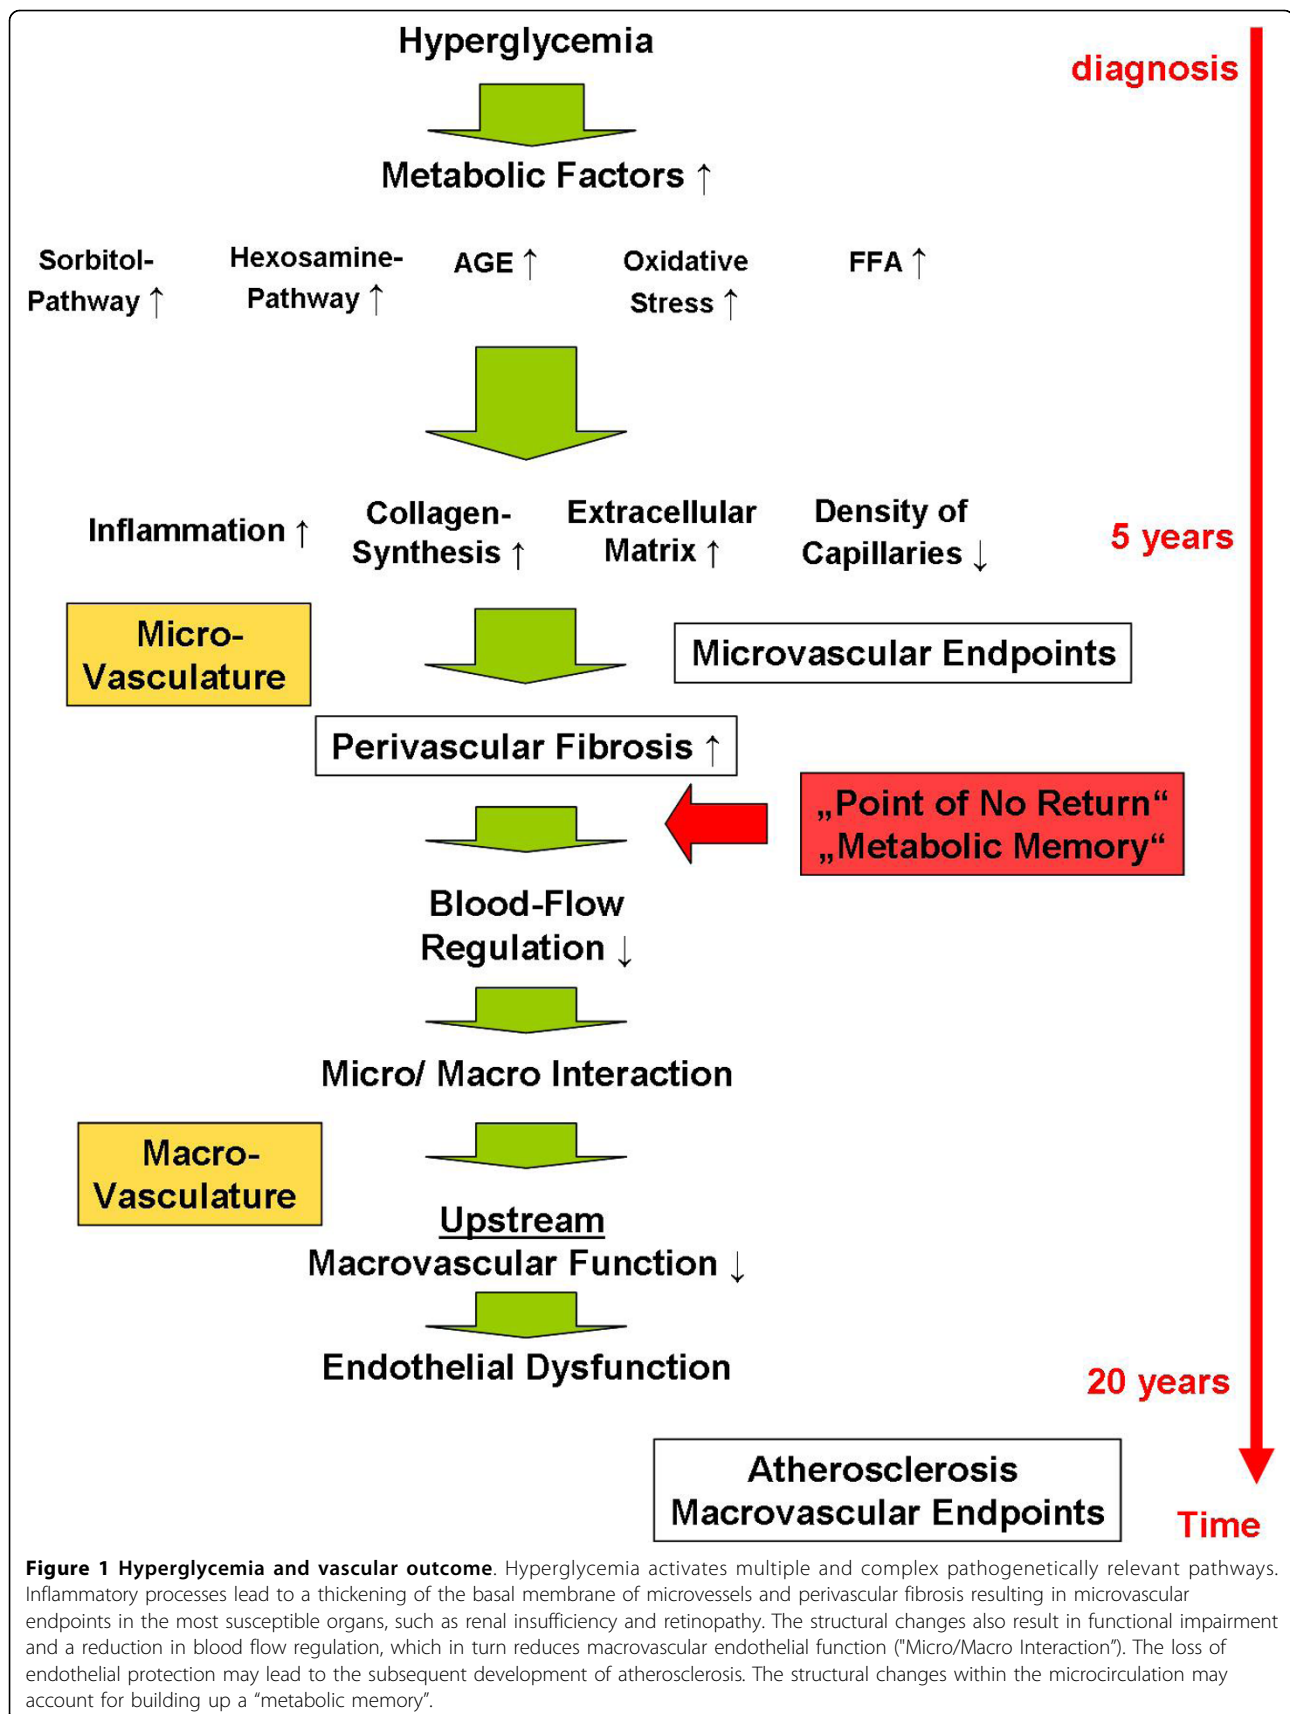 Hyperglycemia
diagnosis
Metabolic Factors ↑
Sorbitol-
Pathway ↑
Hexosamine-
Pathway ↑
AGE ↑
Oxidative
Stress ↑
FFA ↑
Inflammation ↑
Collagen-
Synthesis ↑
Extracellular
Matrix ↑
Density of
Capillaries ↓
5 years
Micro-
Vasculature
Microvascular Endpoints
Perivascular Fibrosis ↑
„Point of No Return“
„Metabolic Memory“
Blood-Flow
Regulation ↓
Micro/ Macro Interaction
Macro-
Vasculature
Upstream
Macrovascular Function ↓
Endothelial Dysfunction
20 years
Atherosclerosis
Macrovascular Endpoints
Time
Figure 1 Hyperglycemia and vascular outcome. Hyperglycemia activates multiple and complex pathogenetically relevant pathways.
Inflammatory processes lead to a thickening of the basal membrane of microvessels and perivascular fibrosis resulting in microvascular
endpoints in the most susceptible organs, such as renal insufficiency and retinopathy. The structural changes also result in functional impairment
and a reduction in blood flow regulation, which in turn reduces macrovascular endothelial function ("Micro/Macro Interaction”). The loss of
endothelial protection may lead to the subsequent development of atherosclerosis. The structural changes within the microcirculation may
account for building up a “metabolic memory”.